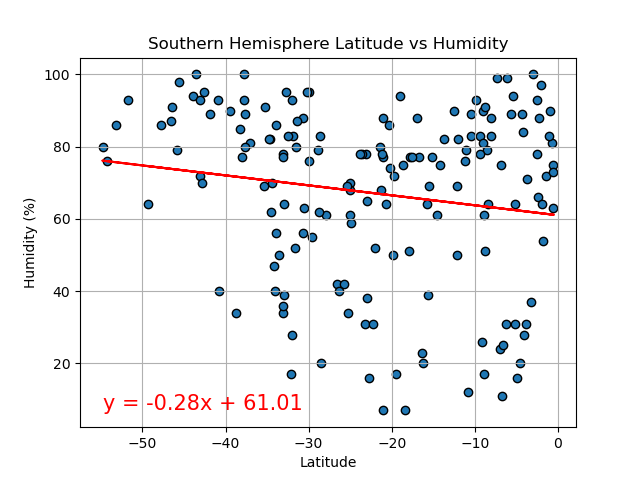 Southern Hemisphere Latitude vs Humidity
Humidity (%)
100
80
60
40
20
y = -0.28x + 61.01
−50
−40
−30
−20
−10
0
Latitude